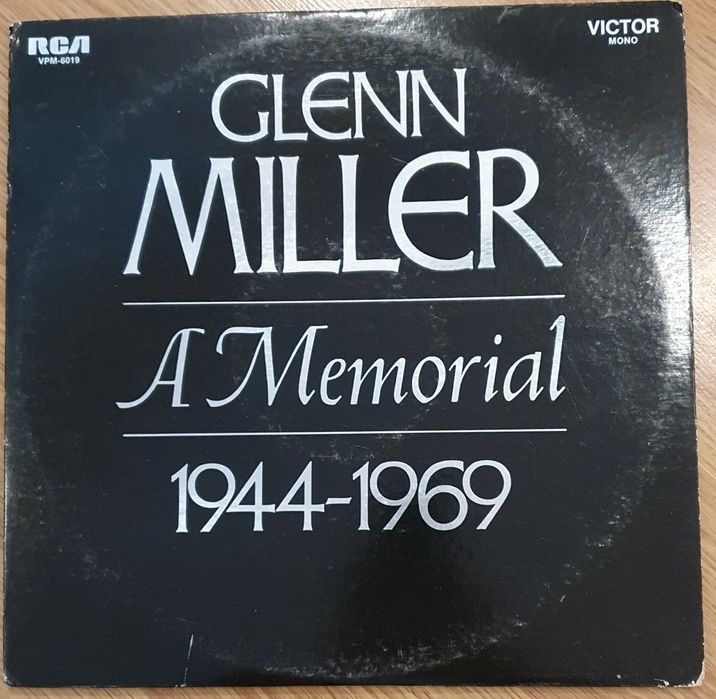 RCA
VPM-6019
VICTOR
MONO
GLENN
MILLER
A Memorial
1944-1969